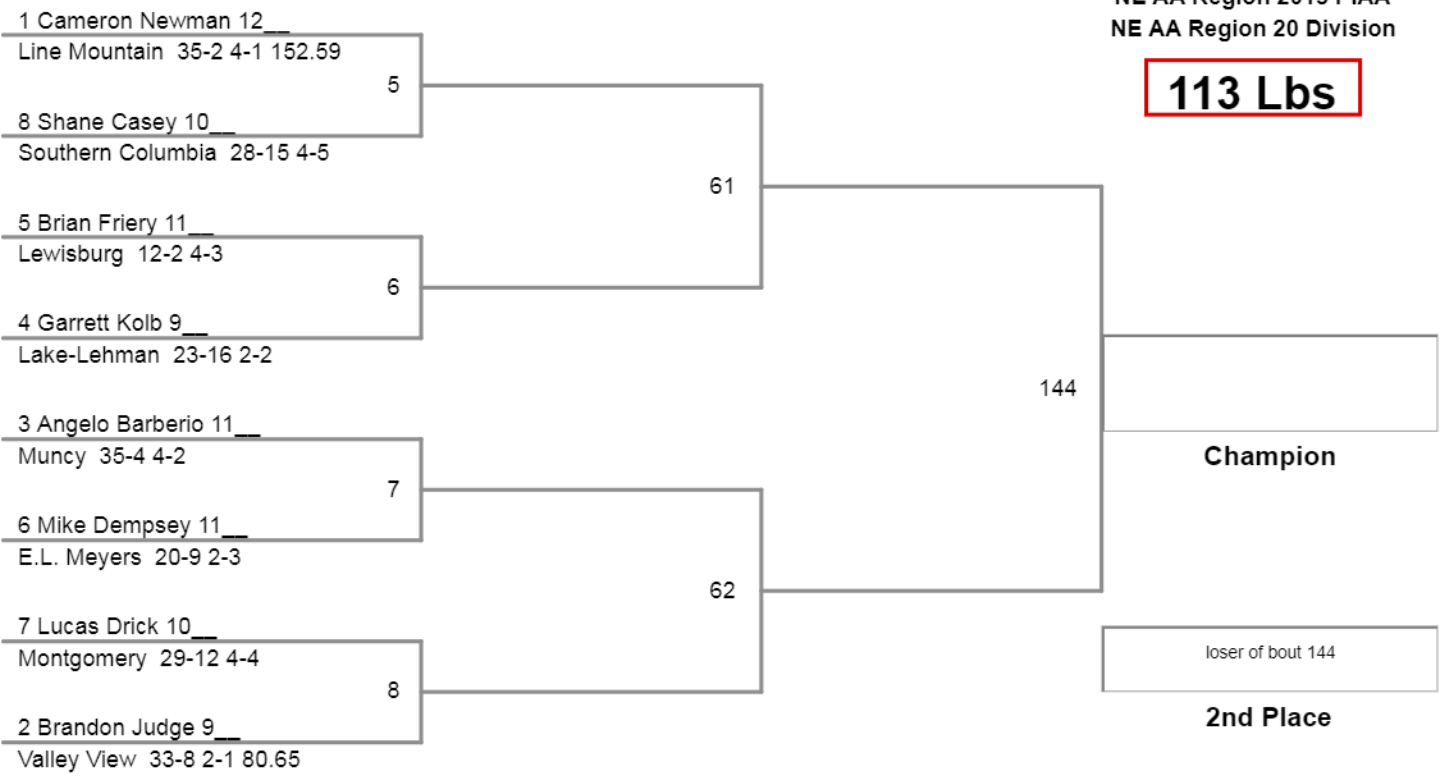 NE AA Region 20 Division
113 Lbs
1 Cameron Newman 12__
Line Mountain 35-2 4-1 152.59
5
8 Shane Casey 10__
Southern Columbia 28-15 4-5
61
5 Brian Friery 11__
Lewisburg 12-2 4-3
6
4 Garrett Kolb 9__
Lake-Lehman 23-16 2-2
144
Champion
3 Angelo Barberio 11__
Muncy 35-4 4-2
7
6 Mike Dempsey 11__
E.L. Meyers 20-9 2-3
62
7 Lucas Drick 10__
Montgomery 29-12 4-4
8
2 Brandon Judge 9__
Valley View 33-8 2-1 80.65
loser of bout 144
2nd Place